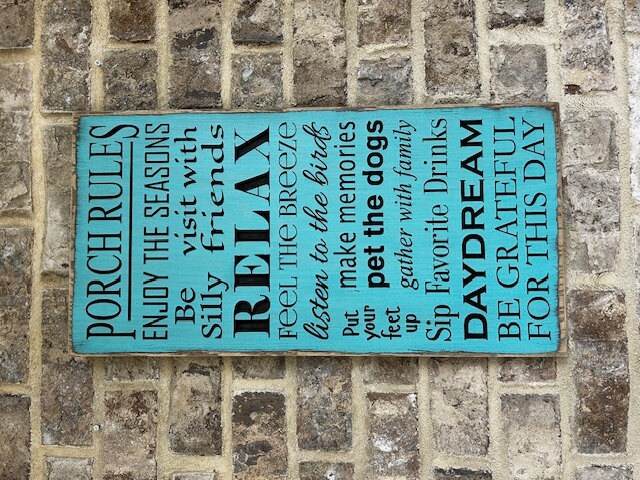 PORCH RULES
ENJOY THE SEASONS
Be visit with
Silly friends
RELAX
FEEL THE BREEZE
listen to the birds
Put your feet up
make memories
pet the dogs
gather with family
Sip Favorite Drinks
DAYDREAM
BE GRATEFUL
FOR THIS DAY